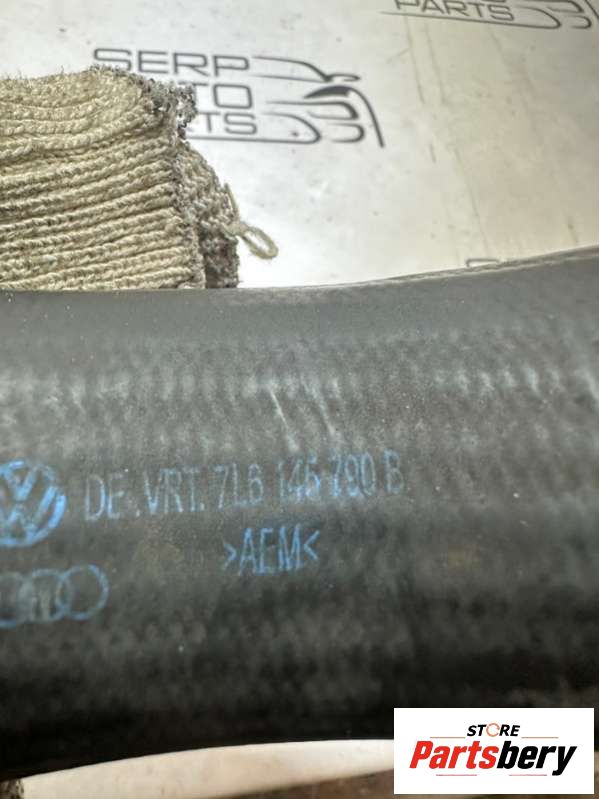 PARTS
SERP
AUTO
PARTS
DE.VRT. 7L6 145 790 B
>AEM<
STORE
Partsbery